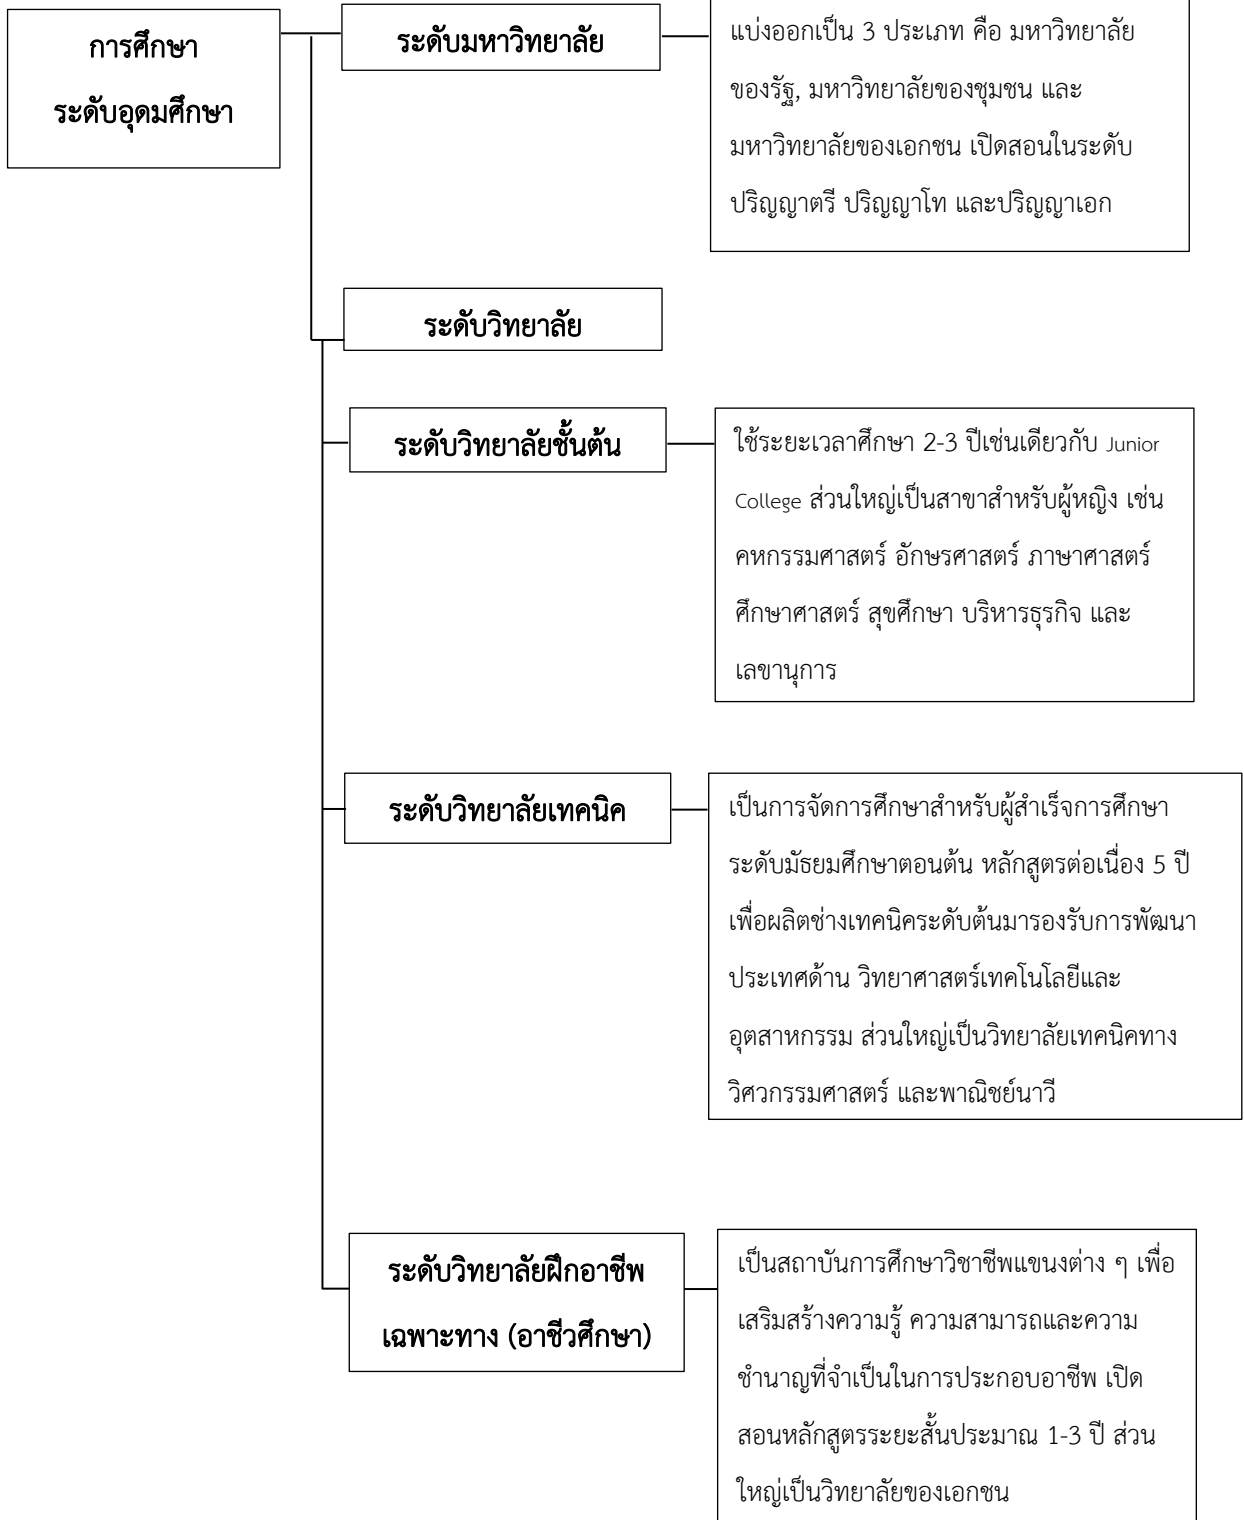 การศึกษา
ระดับอุดมศึกษา
ระดับมหาวิทยาลัย
แบ่งออกเป็น 3 ประเภท คือ มหาวิทยาลัย
ของรัฐ, มหาวิทยาลัยของชุมชน และ
มหาวิทยาลัยของเอกชน เปิดสอนในระดับ
ปริญญาตรี ปริญญาโท และปริญญาเอก
ระดับวิทยาลัย
ระดับวิทยาลัยชั้นต้น
ใช้ระยะเวลาศึกษา 2-3 ปีเช่นเดียวกับ Junior
College ส่วนใหญ่เป็นสาขาสำหรับผู้หญิง เช่น
คหกรรมศาสตร์ อักษรศาสตร์ ภาษาศาสตร์
ศึกษาศาสตร์ สุขศึกษา บริหารธุรกิจ และ
เลขานุการ
ระดับวิทยาลัยเทคนิค
เป็นการจัดการศึกษาสำหรับผู้สำเร็จการศึกษา
ระดับมัธยมศึกษาตอนต้น หลักสูตรต่อเนื่อง 5 ปี
เพื่อผลิตช่างเทคนิคระดับต้นมารองรับการพัฒนา
ประเทศด้าน วิทยาศาสตร์เทคโนโลยีและ
อุตสาหกรรม ส่วนใหญ่เป็นวิทยาลัยเทคนิคทาง
วิศวกรรมศาสตร์ และพาณิชย์นาวี
ระดับวิทยาลัยฝึกอาชีพ
เฉพาะทาง (อาชีวศึกษา)
เป็นสถาบันการศึกษาวิชาชีพแขนงต่าง ๆ เพื่อ
เสริมสร้างความรู้ ความสามารถและความ
ชำนาญที่จำเป็นในการประกอบอาชีพ เปิด
สอนหลักสูตรระยะสั้นประมาณ 1-3 ปี ส่วน
ใหญ่เป็นวิทยาลัยของเอกชน